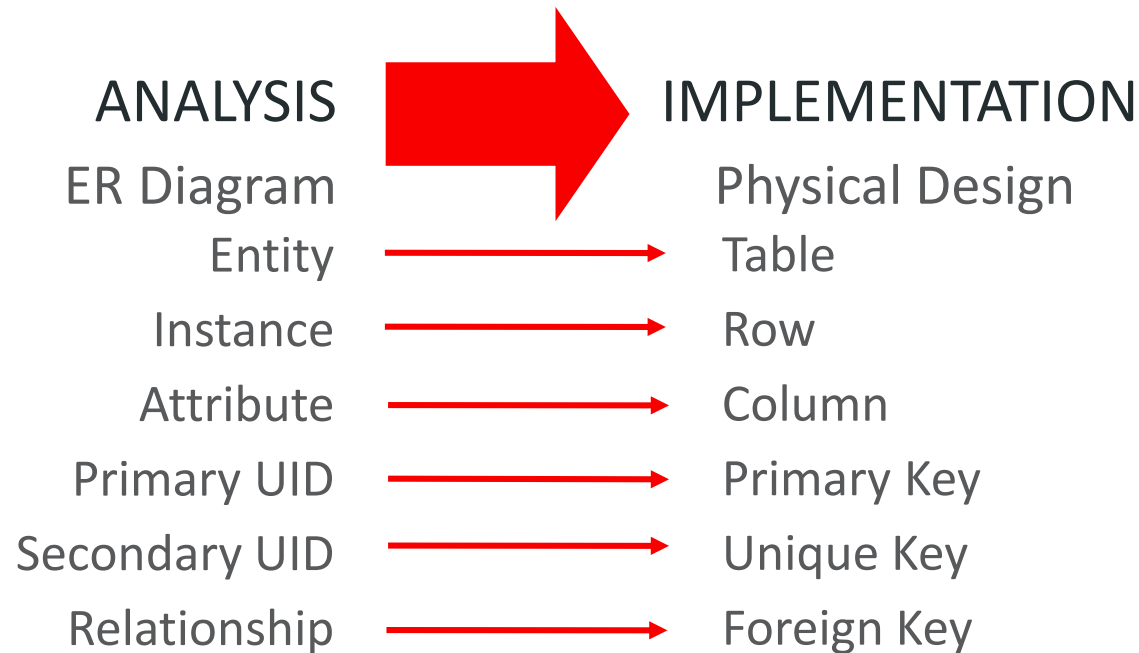 ANALYSIS IMPLEMENTATION
ER Diagram Physical Design
Entity Table
Instance Row
Attribute Column
Primary UID Primary Key
Secondary UID Unique Key
Relationship Foreign Key